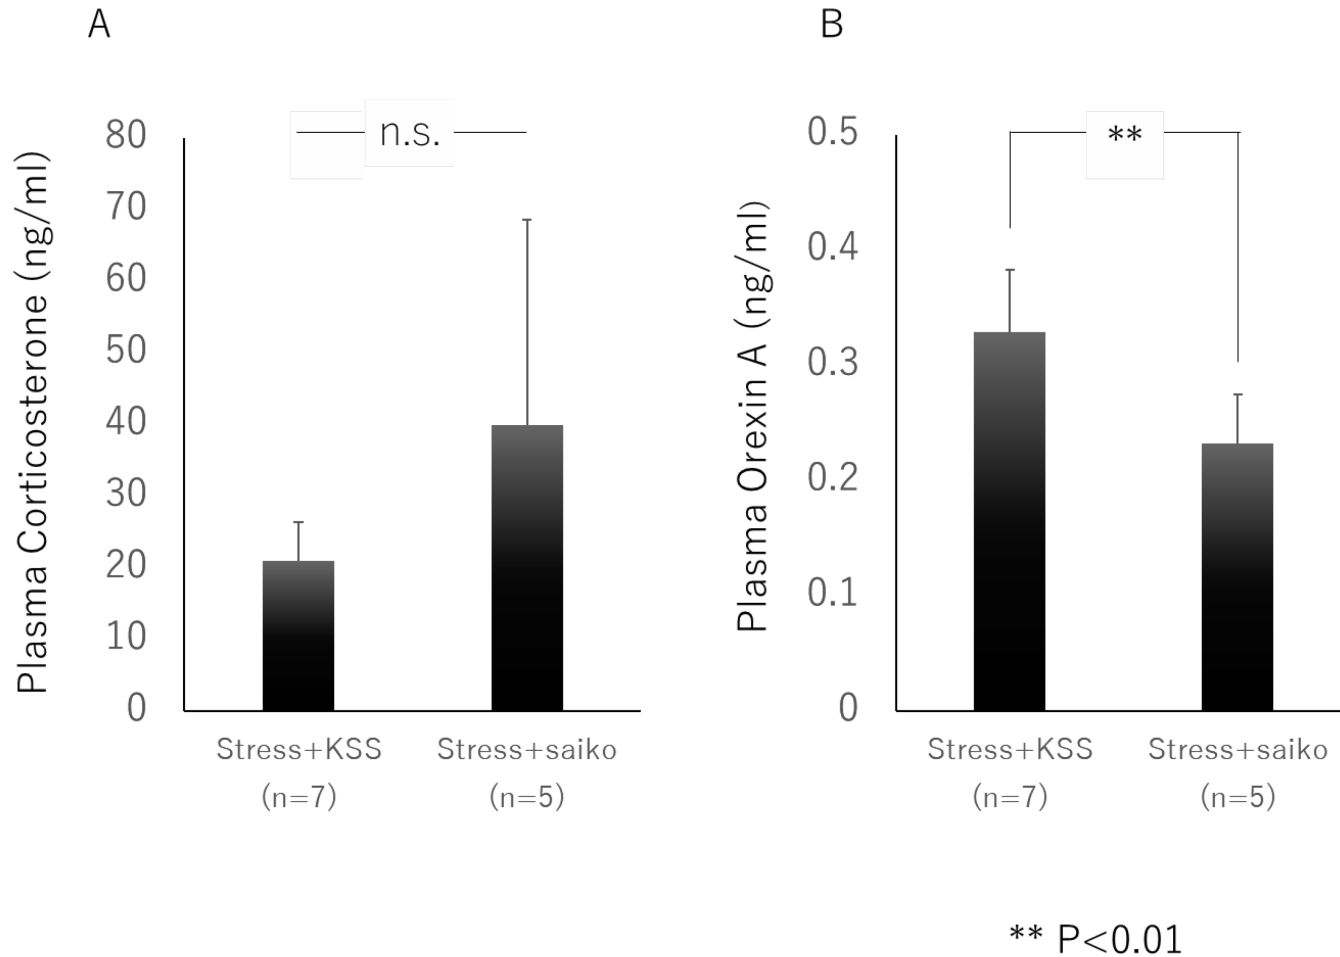 A
Plasma Corticosterone (ng/ml)
80
70
60
50
40
30
20
10
0
n.s.
Stress+KSS
(n=7)
Stress+saiko
(n=5)
B
Plasma Orexin A (ng/ml)
0.5
0.4
0.3
0.2
0.1
0
**
Stress+KSS
(n=7)
Stress+saiko
(n=5)
** P<0.01